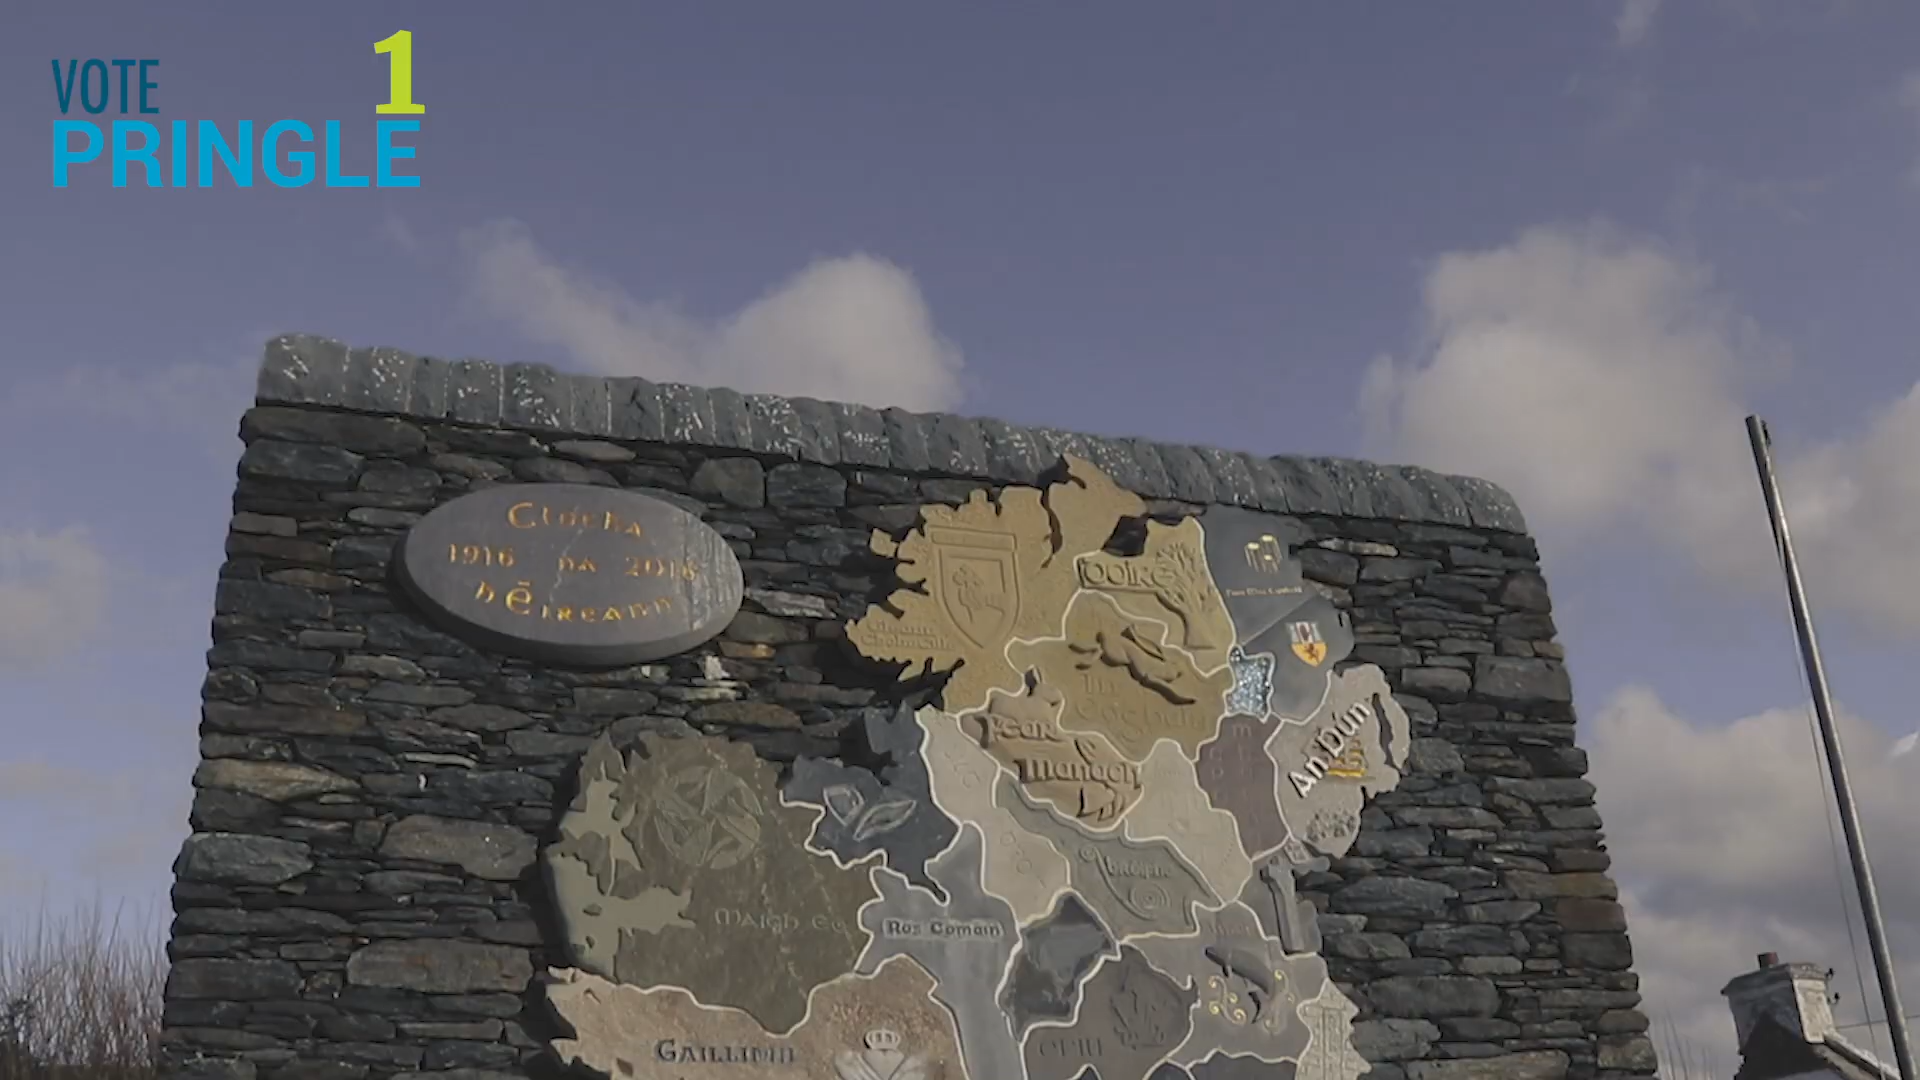 VOTE 1
PRINGLE
Clocha
1916 na 2016
hÉireann
Doire
Tír
Eoghain
Fear
Manach
An Dún
Maigh Eo
Ros Comáin
Gaillimh